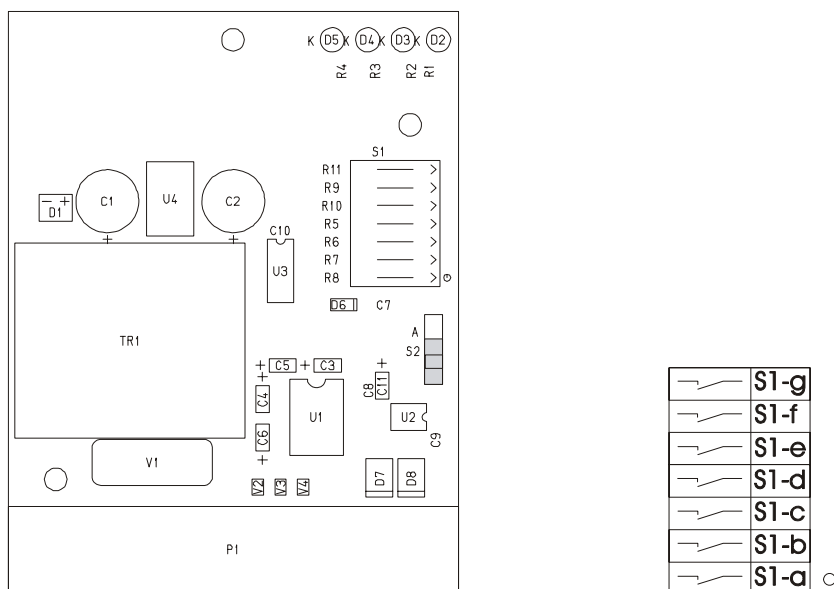 K D5 K D4 K D3 K D2
R4 R3 R2 R1
S1
R11
R9
R10
R5
R6
R7
R8
D1 C1 U4 C2
C10
U3
D6 C7
TR1
A
S2
C5 C3
C4
C8 C11
U1 U2
C6 C9
V1
V2 V3 V4 D7 D8
P1
S1-g
S1-f
S1-e
S1-d
S1-c
S1-b
S1-a